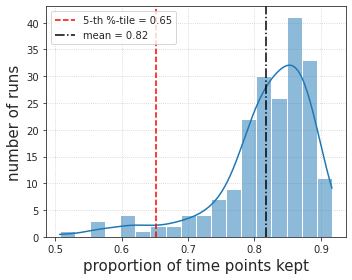 5-th %-tile = 0.65
mean = 0.82
number of runs
40
35
30
25
20
15
10
5
0
0.5 0.6 0.7 0.8 0.9
proportion of time points kept